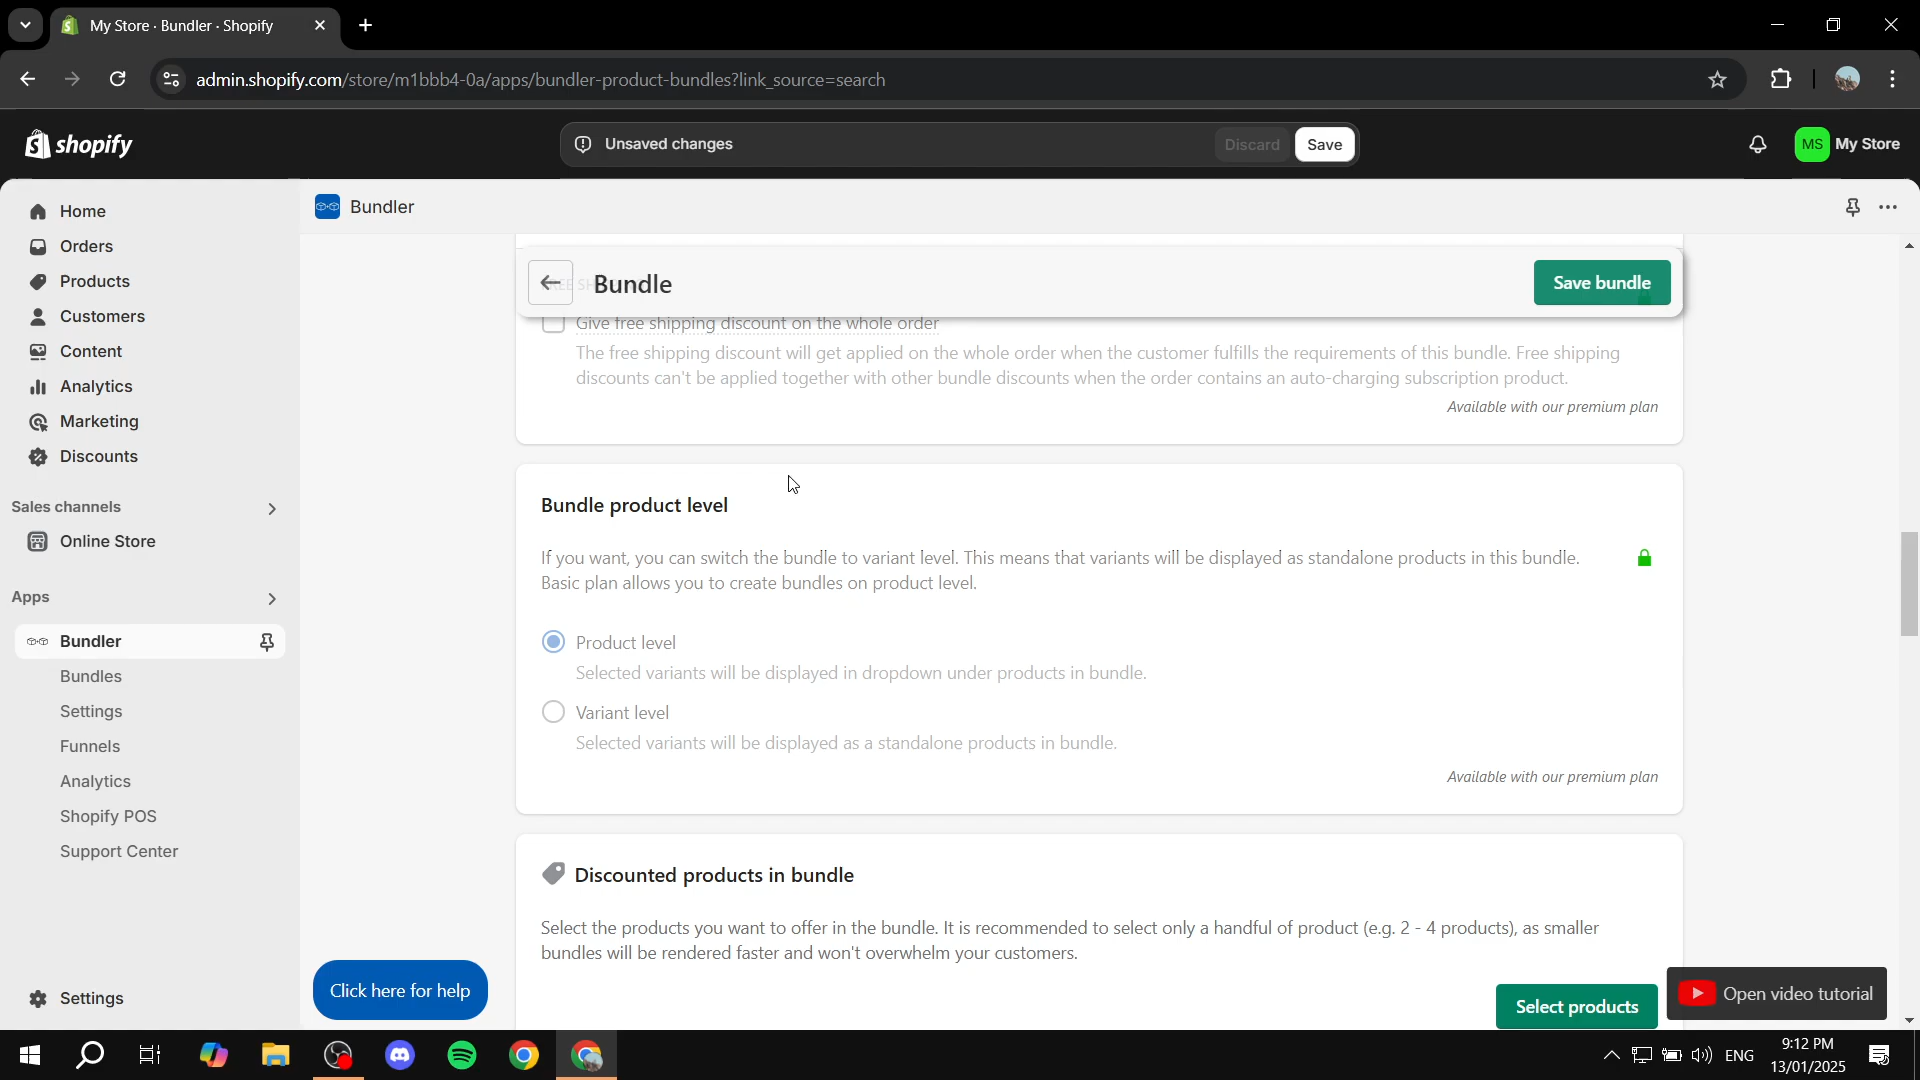 My Store · Bundler · Shopify
admin.shopify.com/store/m1bbb4-0a/apps/bundler-product-bundles?link_source=search
shopify
Unsaved changes
Discard
Save
MS
My Store
Home
Orders
Products
Customers
Content
Analytics
Marketing
Discounts
Sales channels
Online Store
Apps
Bundler
Bundles
Settings
Funnels
Analytics
Shopify POS
Support Center
Settings
Bundler
Bundle
Save bundle
Give free shipping discount on the whole order
The free shipping discount will get applied on the whole order when the customer fulfills the requirements of this bundle. Free shipping
discounts can't be applied together with other bundle discounts when the order contains an auto-charging subscription product.
Available with our premium plan
Bundle product level
If you want, you can switch the bundle to variant level. This means that variants will be displayed as standalone products in this bundle.
Basic plan allows you to create bundles on product level.
Product level
Selected variants will be displayed in dropdown under products in bundle.
Variant level
Selected variants will be displayed as a standalone products in bundle.
Available with our premium plan
Discounted products in bundle
Select the products you want to offer in the bundle. It is recommended to select only a handful of product (e.g. 2 - 4 products), as smaller
bundles will be rendered faster and won't overwhelm your customers.
Select products
Click here for help
Open video tutorial
ENG
9:12 PM
13/01/2025